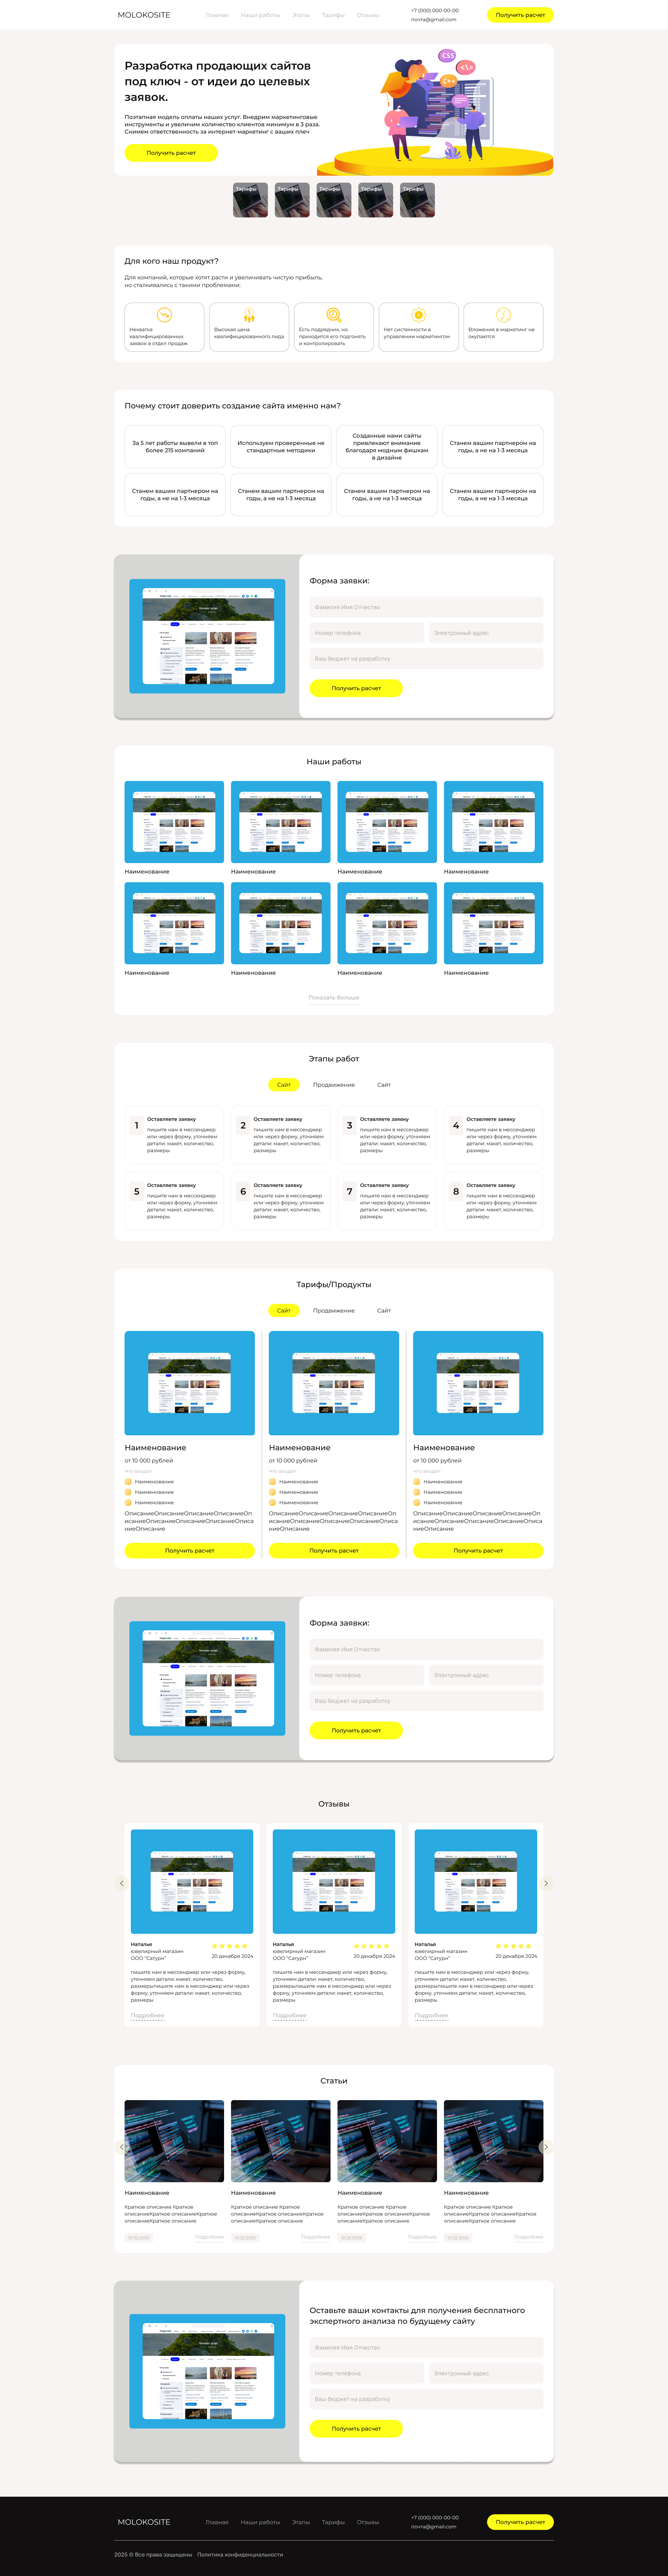 MOLOKOSITE
Главная Наши работы Этапы Тарифы Отзывы
+7 (000) 000-00-00
почта@gmail.com
Получить расчет
Разработка продающих сайтов
под ключ - от идеи до целевых
заявок.
Поэтапная модель оплаты наших услуг. Внедрим маркетинговые
инструменты и увеличим количество клиентов минимум в 3 раза.
Снимем ответственность за интернет-маркетинг с ваших плеч
Получить расчет
CSS
</>
C++
Тарифы Тарифы Тарифы Тарифы Тарифы
Для кого наш продукт?
Для компаний, которые хотят расти и увеличивать чистую прибыль,
но сталкивались с такими проблемами:
Нехватка
квалифицированных
заявок в отдел продаж
Высокая цена
квалифицированного лида
Есть подрядчик, но
приходится его подгонять
и контролировать
Нет системности в
управлении маркетингом
Вложения в маркетинг не
окупаются
Почему стоит доверить создание сайта именно нам?
За 5 лет работы вывели в топ
более 215 компаний
Используем проверенные не
стандартные методики
Созданные нами сайты
привлекают внимание
благодаря модным фишкам
в дизайне
Станем вашим партнером на
годы, а не на 1-3 месяца
Станем вашим партнером на
годы, а не на 1-3 месяца
Станем вашим партнером на
годы, а не на 1-3 месяца
Станем вашим партнером на
годы, а не на 1-3 месяца
Станем вашим партнером на
годы, а не на 1-3 месяца
Форма заявки:
Фамилия Имя Отчество
Номер телефона Электронный адрес
Ваш бюджет на разработку
Получить расчет
Наши работы
Наименование Наименование Наименование Наименование
Наименование Наименование Наименование Наименование
Показать больше
Этапы работ
Сайт Продвижение Сайт
1
Оставляете заявку
пишите нам в мессенджер
или через форму, уточняем
детали: макет, количество,
размеры
2
Оставляете заявку
пишите нам в мессенджер
или через форму, уточняем
детали: макет, количество,
размеры
3
Оставляете заявку
пишите нам в мессенджер
или через форму, уточняем
детали: макет, количество,
размеры
4
Оставляете заявку
пишите нам в мессенджер
или через форму, уточняем
детали: макет, количество,
размеры
5
Оставляете заявку
пишите нам в мессенджер
или через форму, уточняем
детали: макет, количество,
размеры
6
Оставляете заявку
пишите нам в мессенджер
или через форму, уточняем
детали: макет, количество,
размеры
7
Оставляете заявку
пишите нам в мессенджер
или через форму, уточняем
детали: макет, количество,
размеры
8
Оставляете заявку
пишите нам в мессенджер
или через форму, уточняем
детали: макет, количество,
размеры
Тарифы/Продукты
Сайт Продвижение Сайт
Наименование
от 10 000 рублей
Что входит:
Наименование
Наименование
Наименование
ОписаниеОписаниеОписаниеОписаниеОп
исаниеОписаниеОписаниеОписаниеОписа
ниеОписание
Получить расчет
Наименование
от 10 000 рублей
Что входит:
Наименование
Наименование
Наименование
ОписаниеОписаниеОписаниеОписаниеОп
исаниеОписаниеОписаниеОписаниеОписа
ниеОписание
Получить расчет
Наименование
от 10 000 рублей
Что входит:
Наименование
Наименование
Наименование
ОписаниеОписаниеОписаниеОписаниеОп
исаниеОписаниеОписаниеОписаниеОписа
ниеОписание
Получить расчет
Форма заявки:
Фамилия Имя Отчество
Номер телефона Электронный адрес
Ваш бюджет на разработку
Получить расчет
Отзывы
Наталья
ювелирный магазин
ООО "Сатурн"
20 декабря 2024
пишите нам в мессенджер или через форму,
уточняем детали: макет, количество,
размерыпишите нам в мессенджер или через
форму, уточняем детали: макет, количество,
размеры
Подробнее
Наталья
ювелирный магазин
ООО "Сатурн"
20 декабря 2024
пишите нам в мессенджер или через форму,
уточняем детали: макет, количество,
размерыпишите нам в мессенджер или через
форму, уточняем детали: макет, количество,
размеры
Подробнее
Наталья
ювелирный магазин
ООО "Сатурн"
20 декабря 2024
пишите нам в мессенджер или через форму,
уточняем детали: макет, количество,
размерыпишите нам в мессенджер или через
форму, уточняем детали: макет, количество,
размеры
Подробнее
Статьи
Наименование
Краткое описание Краткое
описаниеКраткое описаниеКраткое
описаниеКраткое описание
Подробнее
Наименование
Краткое описание Краткое
описаниеКраткое описаниеКраткое
описаниеКраткое описание
Подробнее
Наименование
Краткое описание Краткое
описаниеКраткое описаниеКраткое
описаниеКраткое описание
Подробнее
Наименование
Краткое описание Краткое
описаниеКраткое описаниеКраткое
описаниеКраткое описание
Подробнее
Оставьте ваши контакты для получения бесплатного
экспертного анализа по будущему сайту
Фамилия Имя Отчество
Номер телефона Электронный адрес
Ваш бюджет на разработку
Получить расчет
MOLOKOSITE
Главная Наши работы Этапы Тарифы Отзывы
+7 (000) 000-00-00
почта@gmail.com
Получить расчет
2025 © Все права защищены Политика конфиденциальности